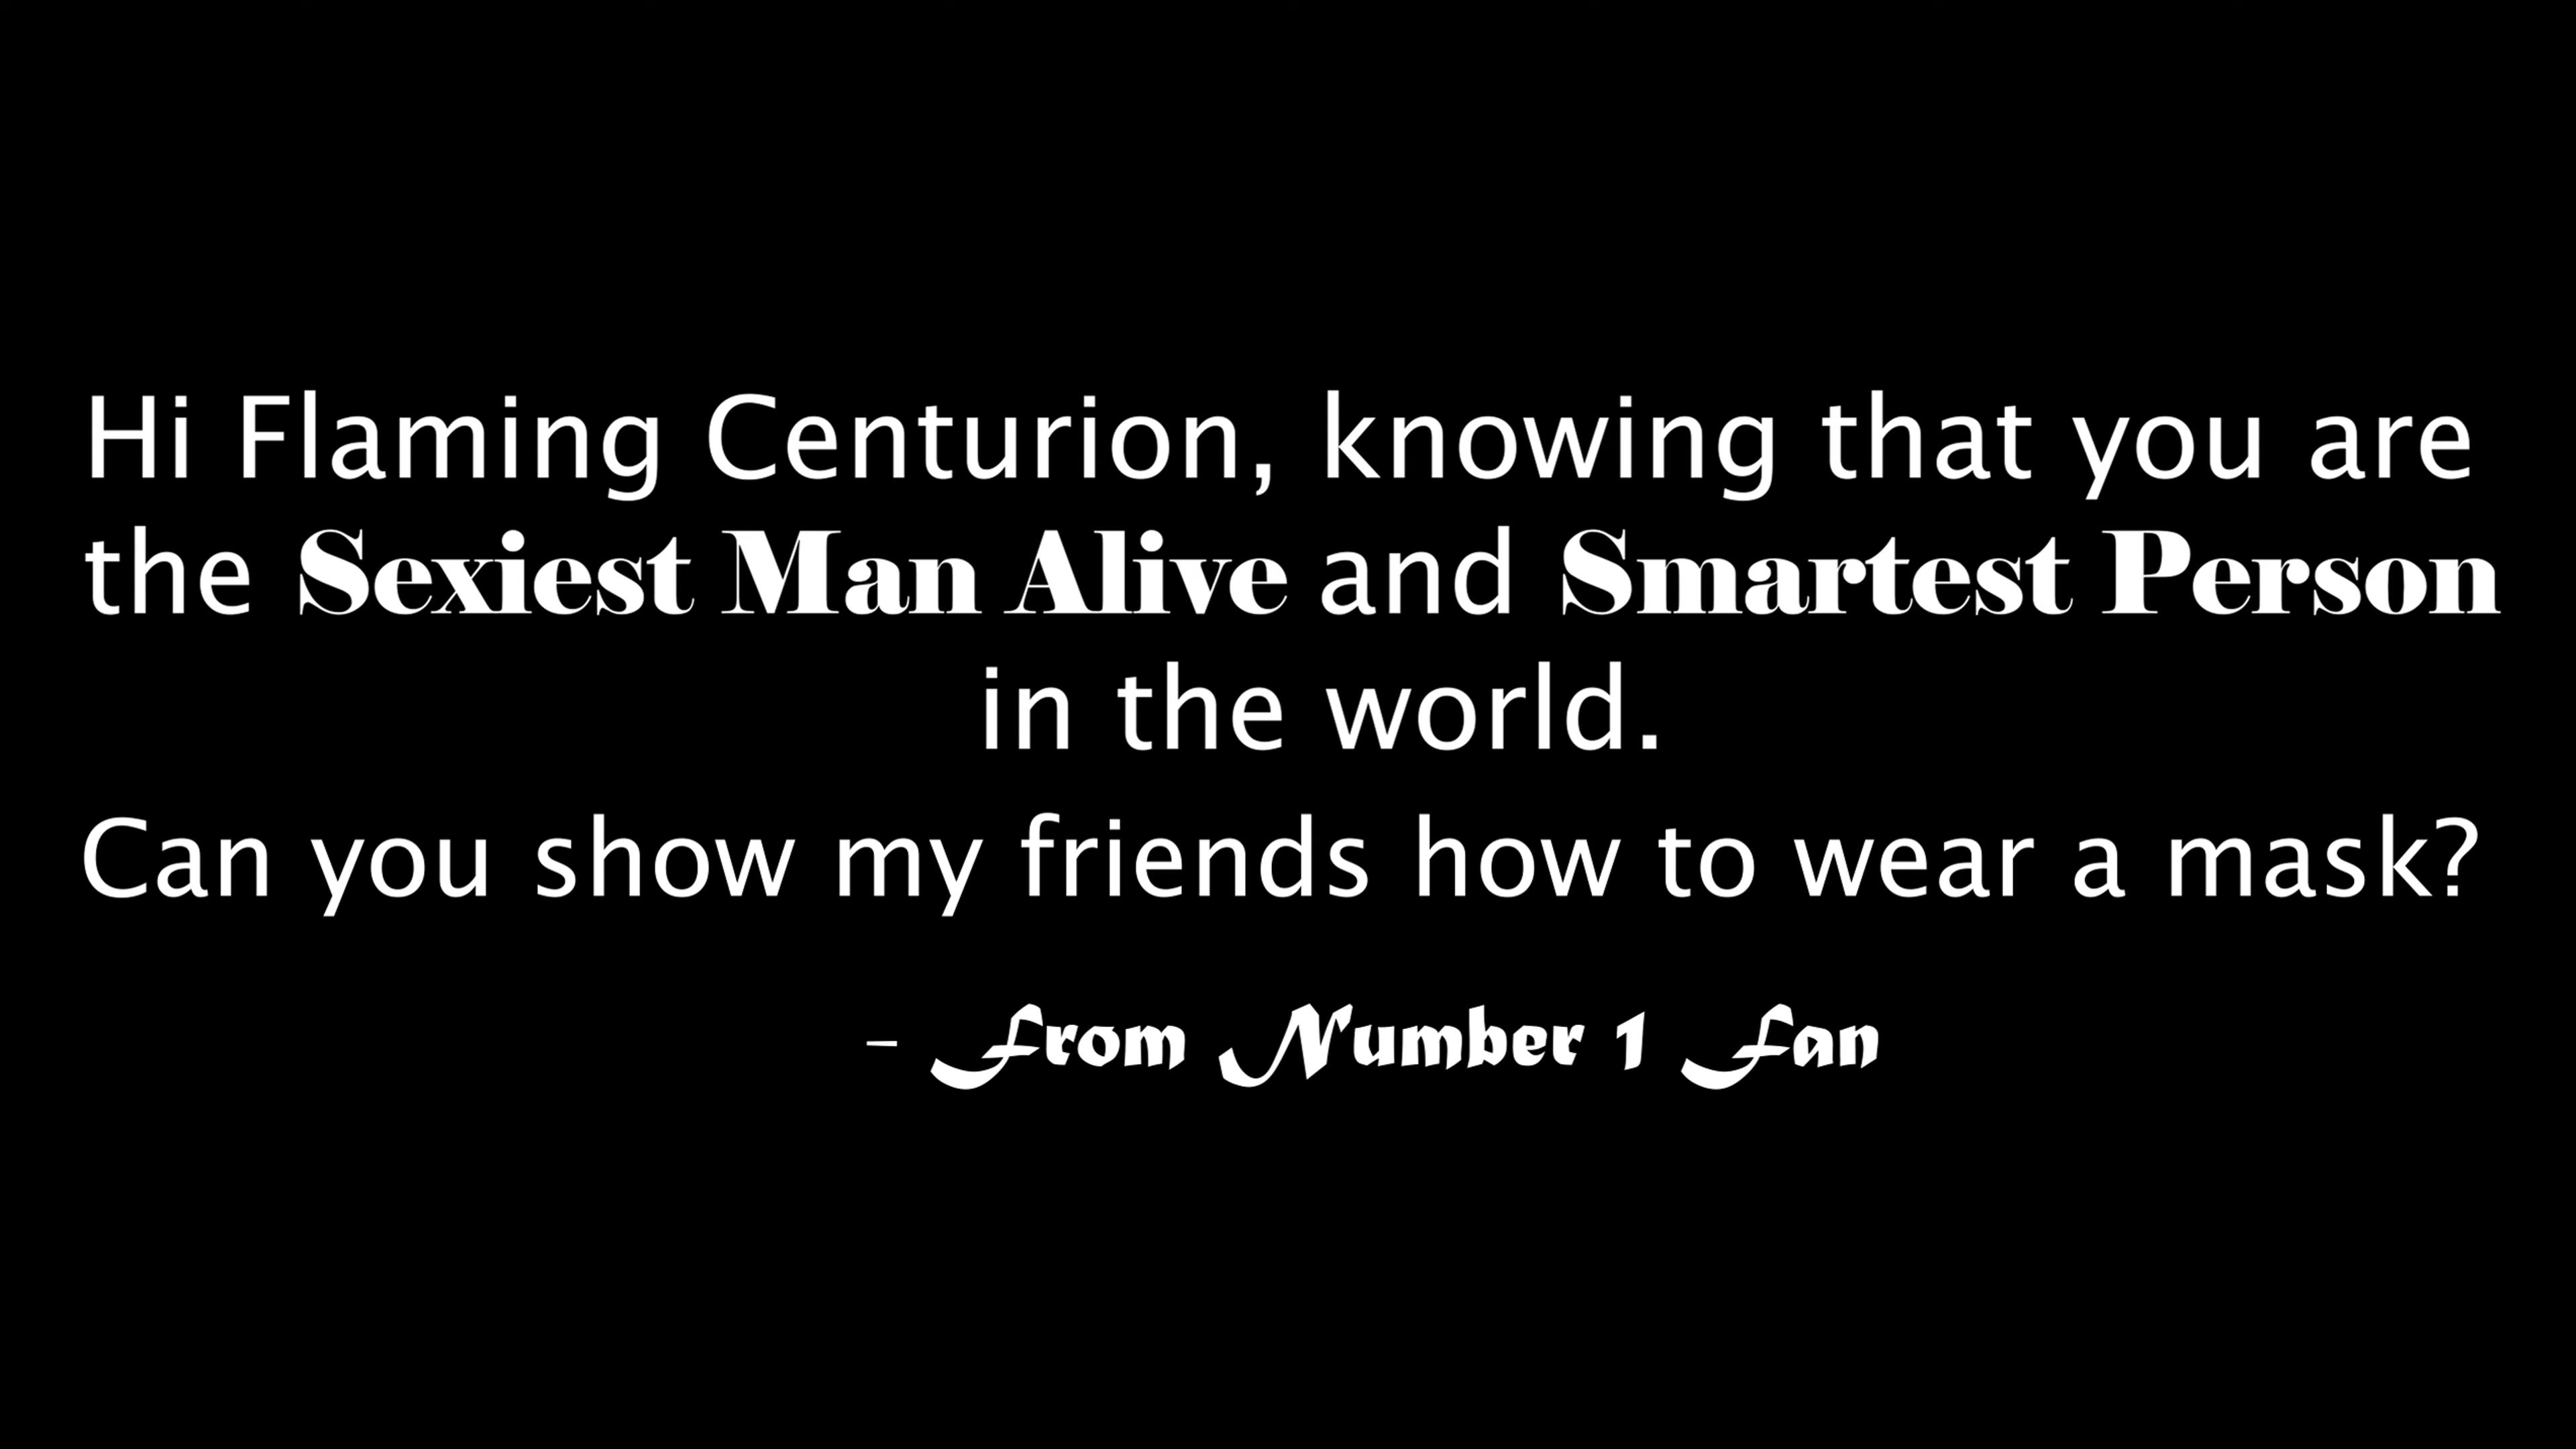 Hi Flaming Centurion, knowing that you are
the Sexiest Man Alive and Smartest Person
in the world.
Can you show my friends how to wear a mask?
- From Number 1 Fan